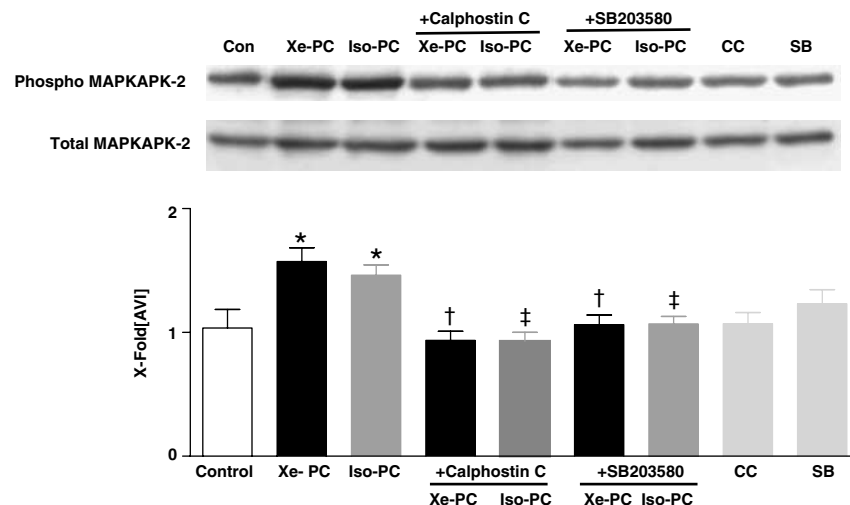 +Calphostin C +SB203580
Con Xe-PC Iso-PC Xe-PC Iso-PC Xe-PC Iso-PC CC SB
Phospho MAPKAPK-2
Total MAPKAPK-2
2
* *
† ‡ † ‡
1
X-Fold[AVI]
0
Control Xe- PC Iso-PC +Calphostin C +SB203580 CC SB
Xe-PC Iso-PC Xe-PC Iso-PC